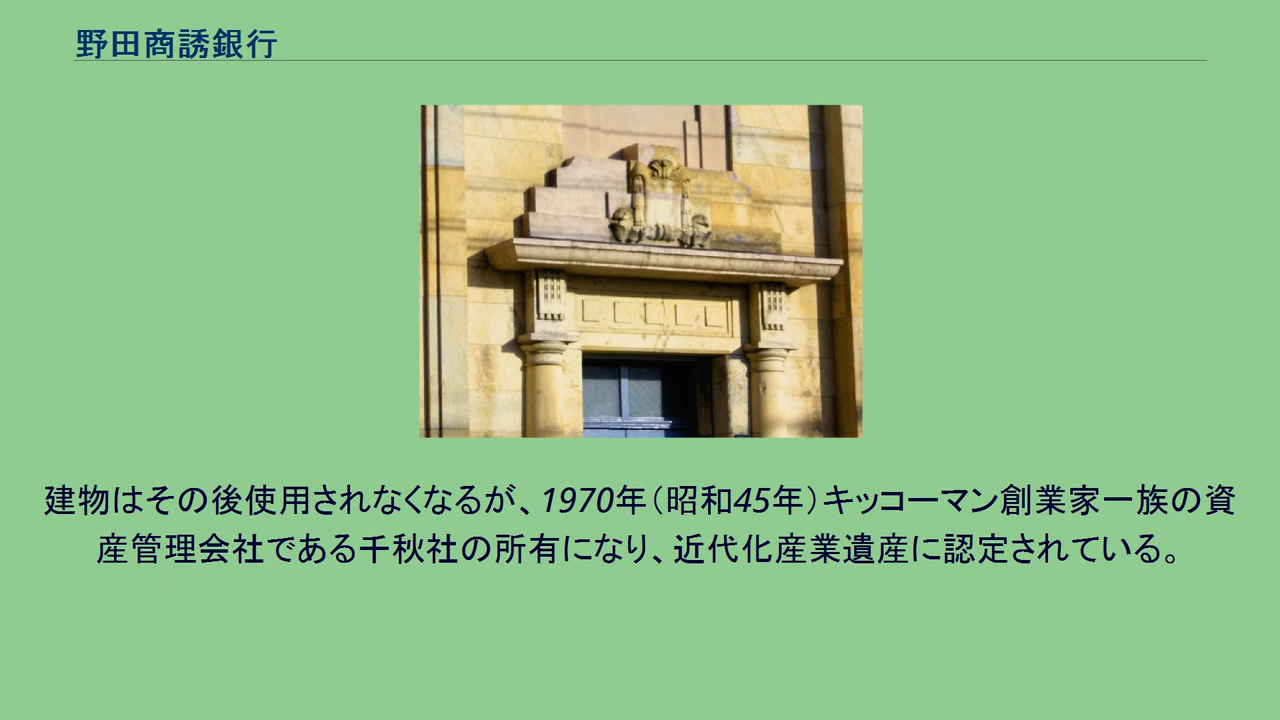 野田商誘銀行
建物はその後使用されなくなるが、1970年（昭和45年）キッコーマン創業家一族の資
産管理会社である千秋社の所有になり、近代化産業遺産に認定されている。